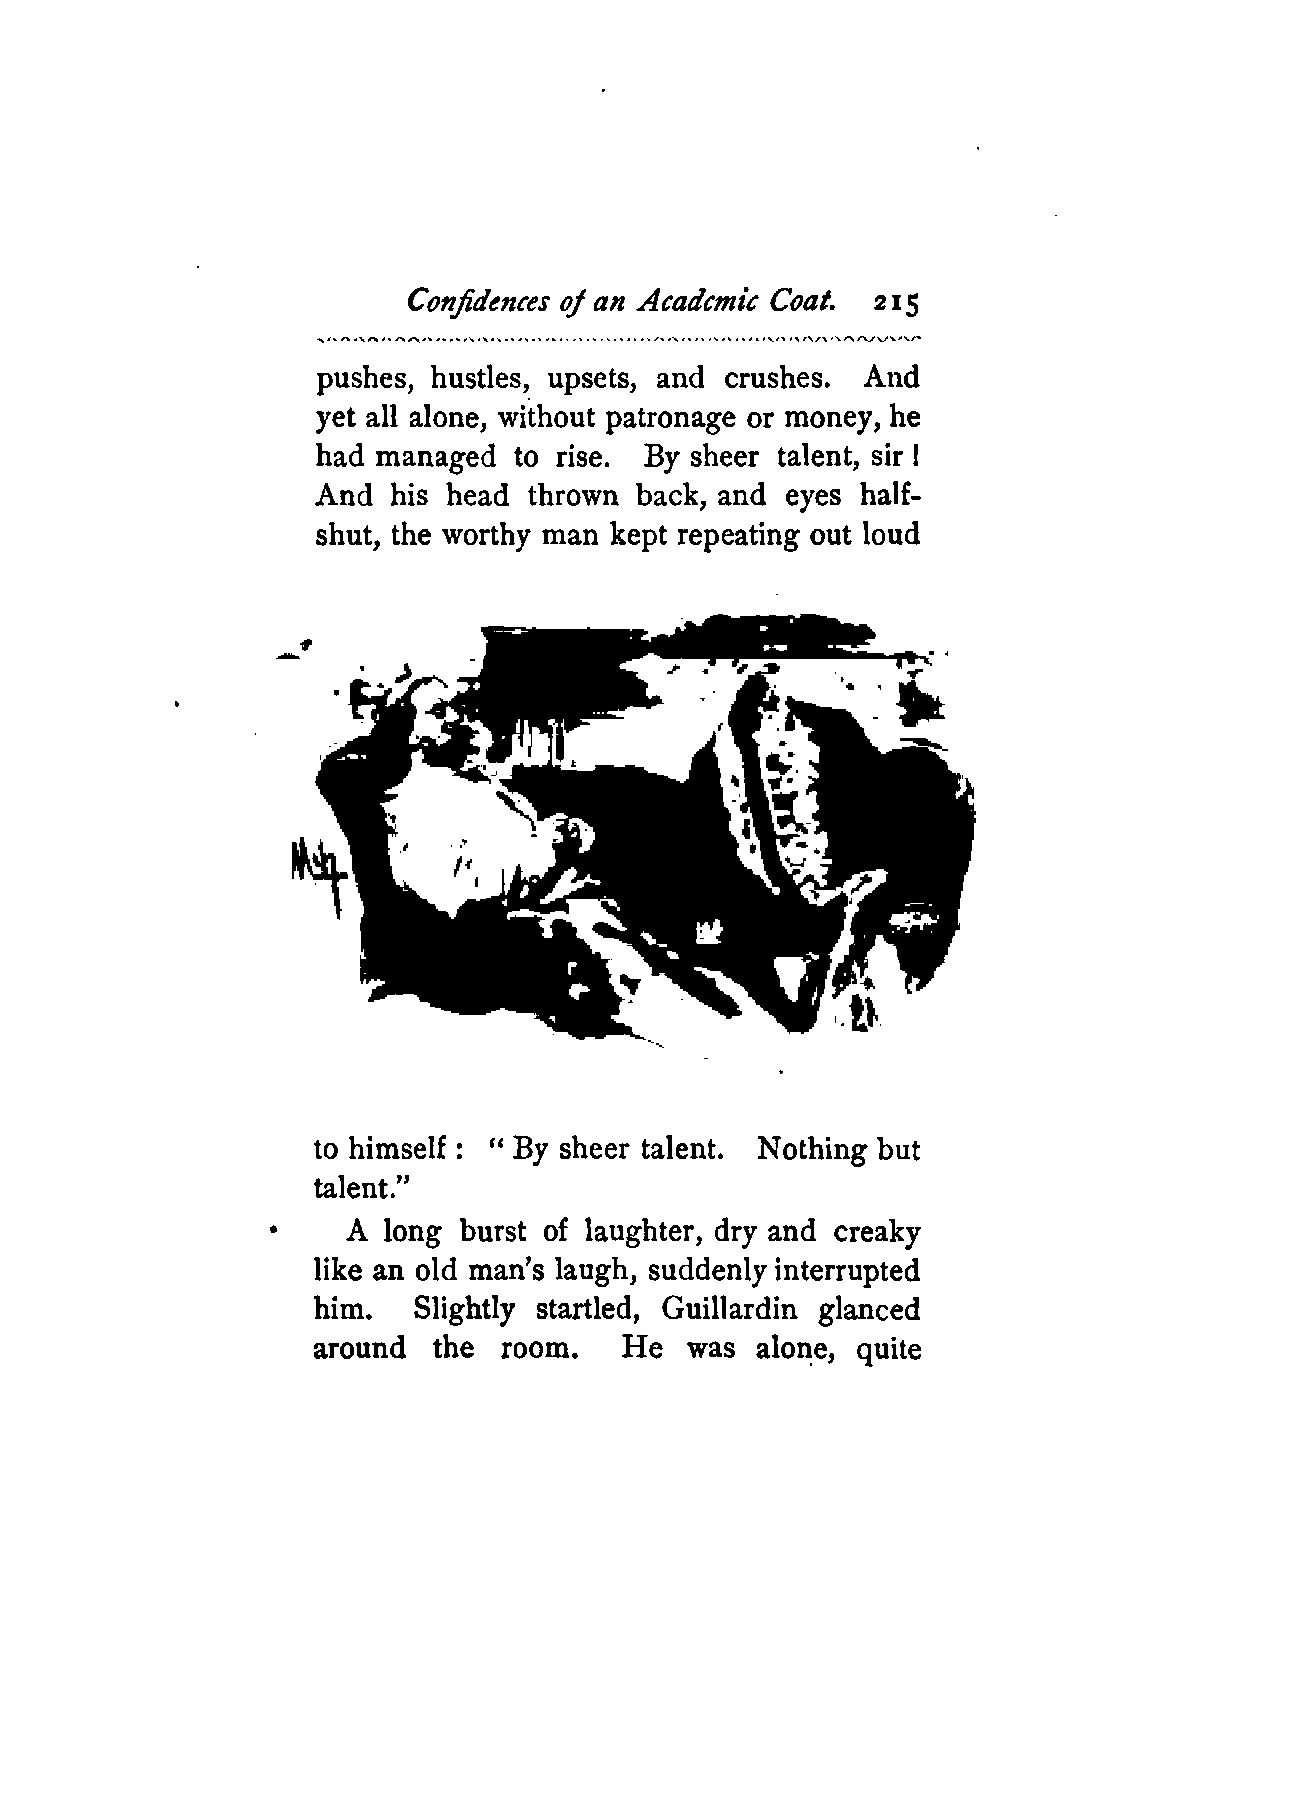 Confidences of an Academic Coat. 215
pushes, hustles, upsets, and crushes. And
yet all alone, without patronage or money, he
had managed to rise. By sheer talent, sir!
And his head thrown back, and eyes half-
shut, the worthy man kept repeating out loud
to himself: “By sheer talent. Nothing but
talent.”
A long burst of laughter, dry and creaky
like an old man’s laugh, suddenly interrupted
him. Slightly startled, Guillardin glanced
around the room. He was alone, quite